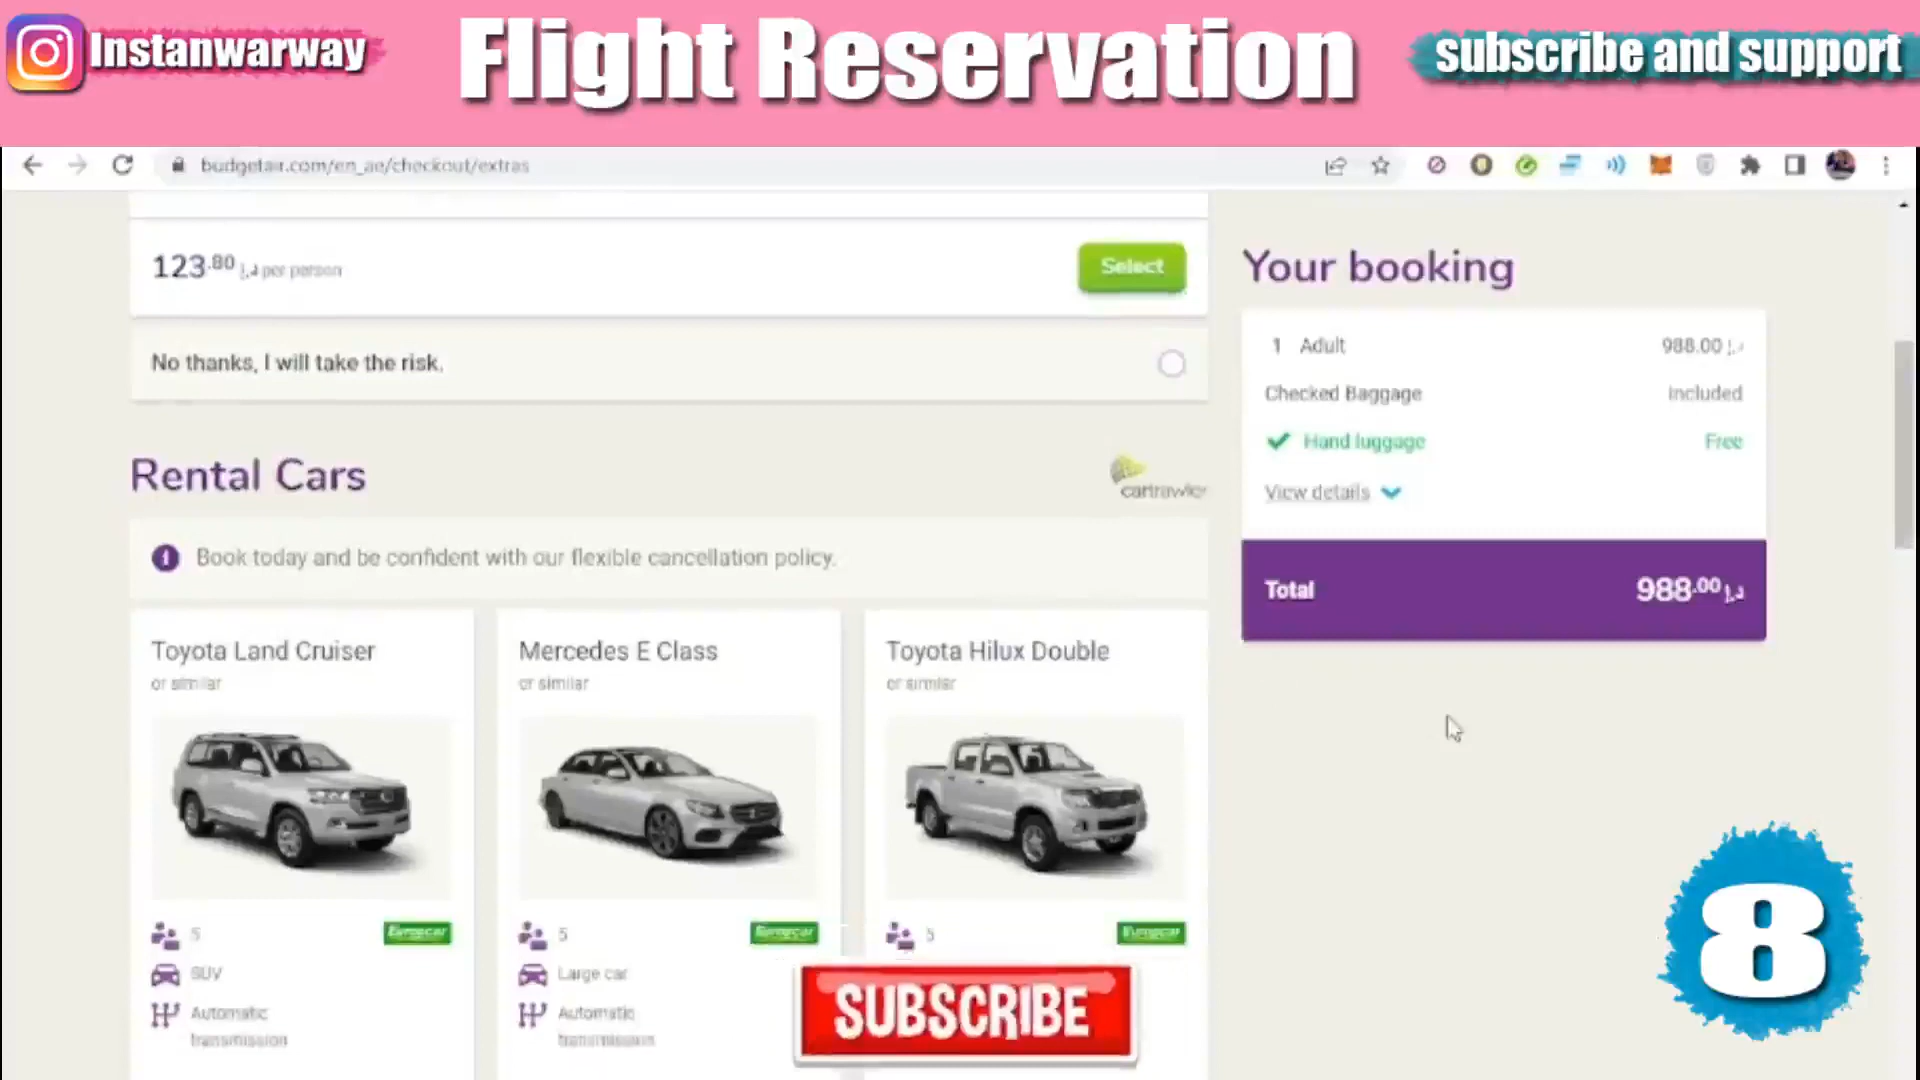 Instanwarway
Flight Reservation
subscribe and support
budgetair.com/en_ae/checkout/extras
123.80 د.إ per person
Select
No thanks, I will take the risk.
Rental Cars
cartrawler
Book today and be confident with our flexible cancellation policy.
Toyota Land Cruiser
or similar
5
Europcar
SUV
Automatic
transmission
Mercedes E Class
or similar
5
Europcar
Large car
Automatic
transmission
Toyota Hilux Double
or similar
5
Europcar
Your booking
1 Adult 988.00 د.إ
Checked Baggage Included
Hand luggage Free
View details
Total 988.00 د.إ
SUBSCRIBE
8